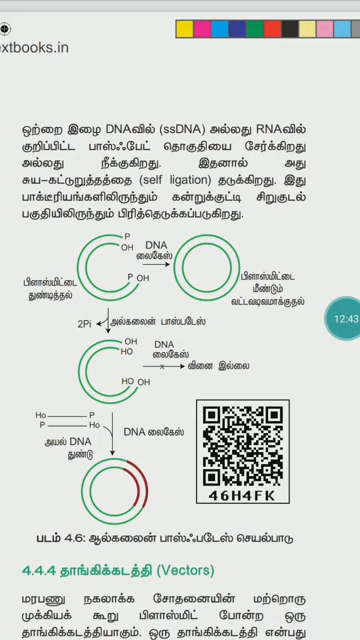 extbooks.in
ஒற்றை இழை DNAவில் (ssDNA) அல்லது RNAவில்
குறிப்பிட்ட பாஸ்ஃபேட் தொகுதியை சேர்க்கிறது
அல்லது நீக்குகிறது. இதனால் அது
சுய-கட்டுறுத்தத்தை (self ligation) தடுக்கிறது. இது
பாக்டீரியங்களிலிருந்தும் கன்றுக்குட்டி சிறுகுடல்
பகுதியிலிருந்தும் பிரித்தெடுக்கப்படுகிறது.
P
OH
DNA
லைகேஸ்
P OH
பிளாஸ்மிட்டை
துண்டித்தல்
பிளாஸ்மிட்டை
மீண்டும்
வட்டவடிவமாக்குதல்
12:43
2Pi
அல்கலைன் பாஸ்படேஸ்
OH
HO
DNA
லைகேஸ்
x
வினை இல்லை
HO OH
Ho P
P Ho
DNA லைகேஸ்
அயல் DNA
துண்டு
46H4FK
படம் 4.6: ஆல்கலைன் பாஸ்ஃபடேஸ் செயல்பாடு
4.4.4 தாங்கிக்கடத்தி (Vectors)
மரபணு நகலாக்க சோதனையின் மற்றொரு
முக்கியக் கூறு பிளாஸ்மிட் போன்ற ஒரு
தாங்கிக்கடத்தியாகும். ஒரு தாங்கிக்கடத்தி என்பது